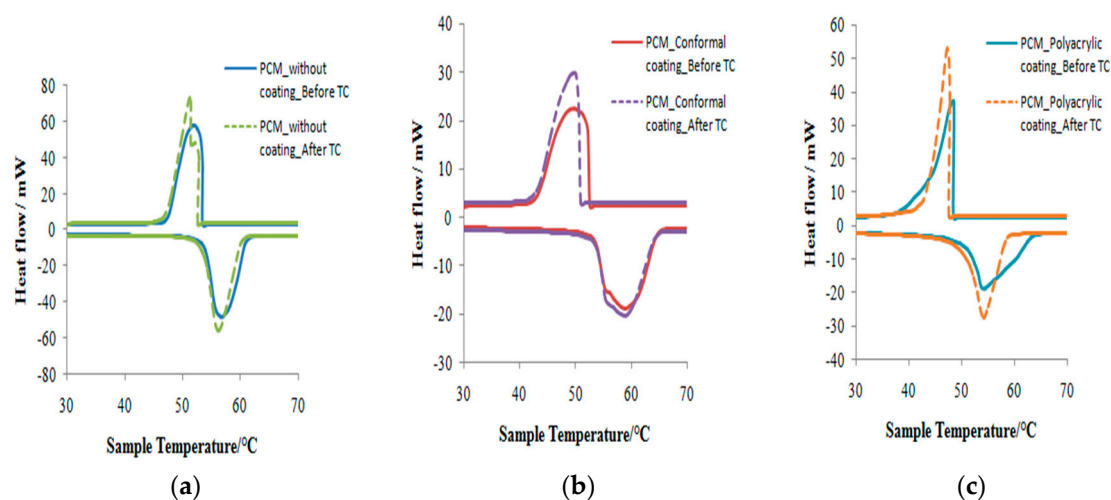 PCM_without
coating_Before TC
PCM_without
coating_After TC
80
60
40
20
0
-20
-40
-60
-80
Heat flow / mW
30 40 50 60 70
Sample Temperature/°C
(a)
PCM_Conformal
coating_Before TC
PCM_Conformal
coating_After TC
40
30
20
10
0
-10
-20
-30
Heat flow / mW
30 40 50 60 70
Sample Temperature/°C
(b)
PCM_Polyacrylic
coating_Before TC
PCM_Polyacrylic
coating_After TC
60
50
40
30
20
10
0
-10
-20
-30
-40
Heat flow / mW
30 40 50 60 70
Sample Temperature/°C
(c)